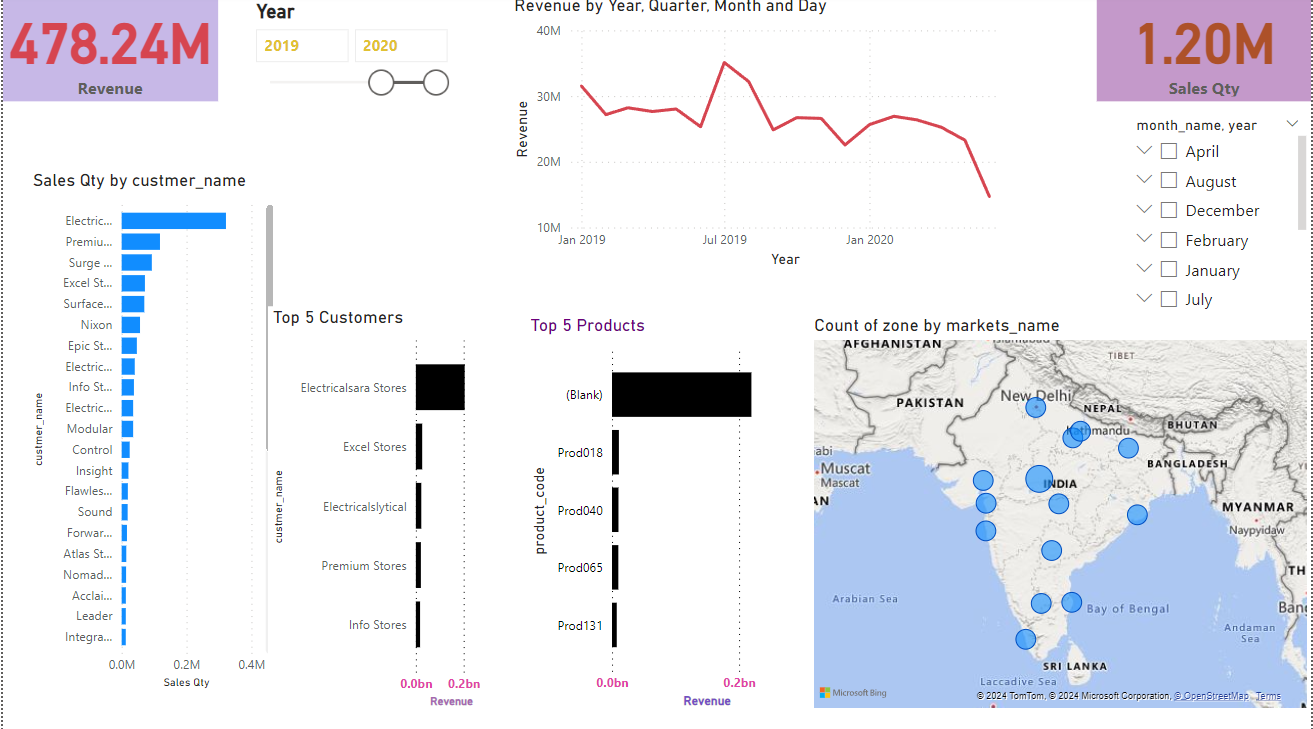 478.24M
Revenue
Year
2019
2020
Revenue by Year, Quarter, Month and Day
40M
30M
20M
10M
Revenue
Jan 2019
Jul 2019
Jan 2020
Year
1.20M
Sales Qty
month_name, year
April
August
December
February
January
July
Sales Qty by custmer_name
custmer_name
Electric...
Premiu...
Surge ...
Excel St...
Surface...
Nixon
Epic St...
Electric...
Info St...
Electric...
Modular
Control
Insight
Flawles...
Sound
Forwar...
Atlas St...
Nomad...
Acclai...
Leader
Integra...
0.0M
0.2M
0.4M
Sales Qty
Top 5 Customers
custmer_name
Electricalsara Stores
Excel Stores
Electricalslytical
Premium Stores
Info Stores
0.0bn
0.2bn
Revenue
Top 5 Products
product_code
(Blank)
Prod018
Prod040
Prod065
Prod131
0.0bn
0.2bn
Revenue
Count of zone by markets_name
AFGHANISTAN
Islamabad
TIBET
PAKISTAN
New Delhi
NEPAL
Kathmandu
BHUTAN
abi
Muscat
Mascat
BANGLADESH
INDIA
AN
MYANMAR
Naypyidaw
TH
Arabian Sea
Bay of Bengal
Bang
Andaman
Sea
SRI LANKA
Laccadive Sea
Microsoft Bing
© 2024 TomTom, © 2024 Microsoft Corporation, © OpenStreetMap Terms